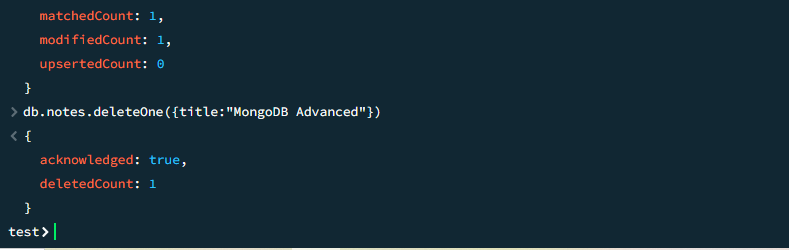 matchedCount: 1,
modifiedCount: 1,
upsertedCount: 0
}
> db.notes.deleteOne({title:"MongoDB Advanced"})
< {
acknowledged: true,
deletedCount: 1
}
test>